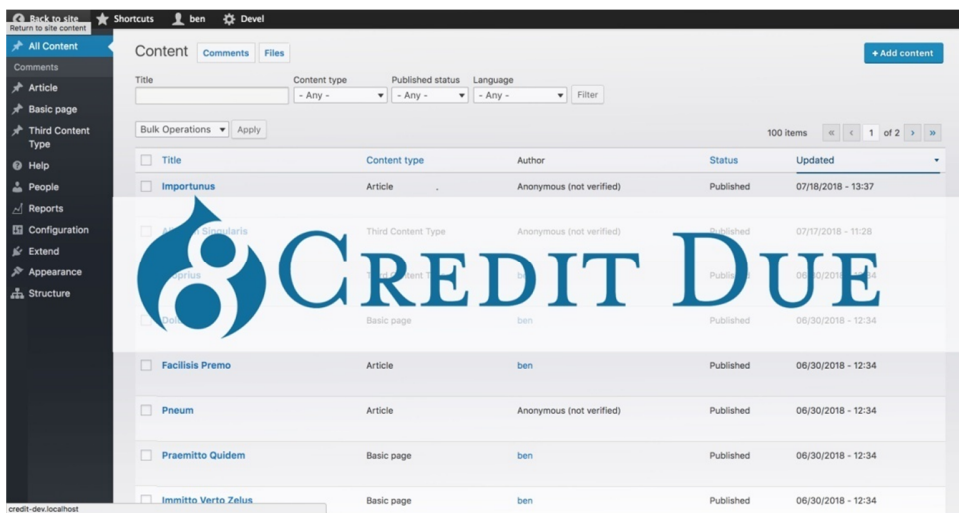 Back to site Shortcuts ben Devel
Return to site content
All Content
Comments
Article
Basic page
Third Content
Type
Help
People
Reports
Configuration
Extend
Appearance
Structure
Content Comments Files + Add content
Title Content type Published status Language
- Any - - Any - - Any - Filter
Bulk Operations Apply 100 items « ‹ 1 of 2 › »
Title Content type Author Status Updated
Importunus Article Anonymous (not verified) Published 07/18/2018 - 13:37
Singularis Third Content Type Anonymous (not verified) Published 07/17/2018 - 11:28
8 CREDIT DUE
Basic page ben Published 06/30/2018 - 12:34
Facilisis Premo Article ben Published 06/30/2018 - 12:34
Pneum Article Anonymous (not verified) Published 06/30/2018 - 12:34
Praemitto Quidem Basic page ben Published 06/30/2018 - 12:34
Immitto Verto Zelus Basic page ben Published 06/30/2018 - 12:34
credit-dev.localhost